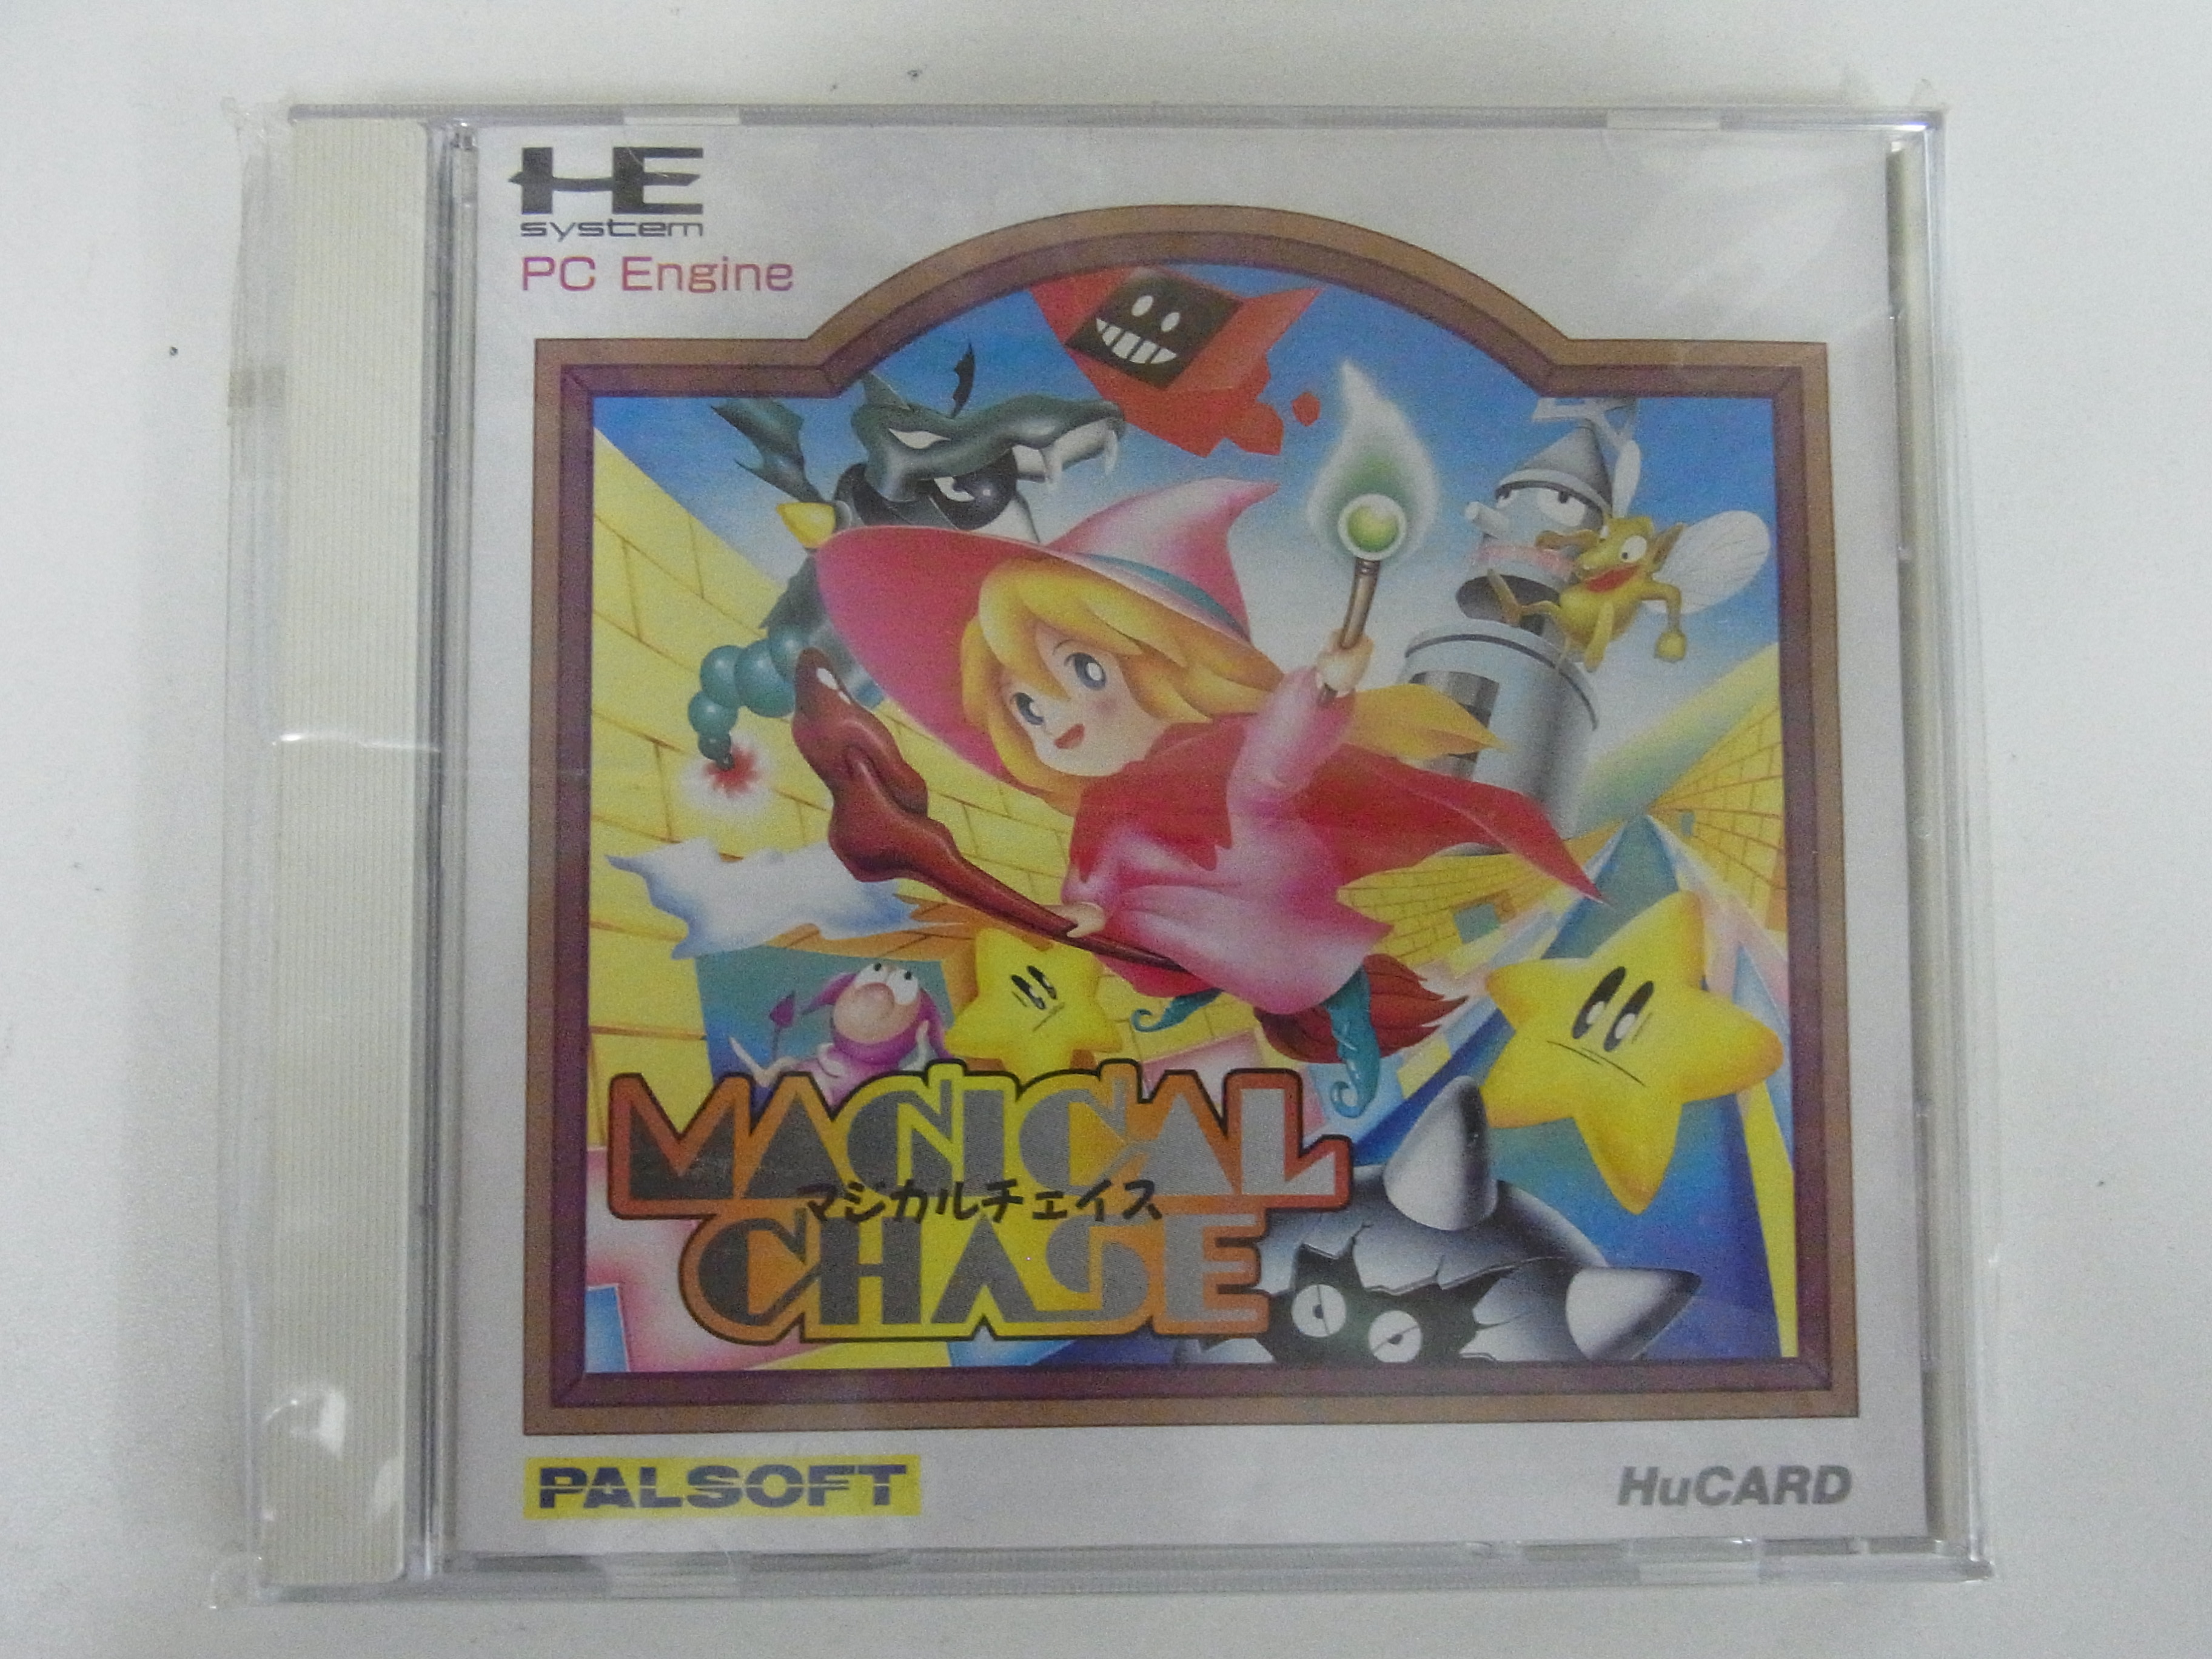 HE
system
PC Engine
MAGICAL
マジカルチェイス
CHASE
PALSOFT
HuCARD